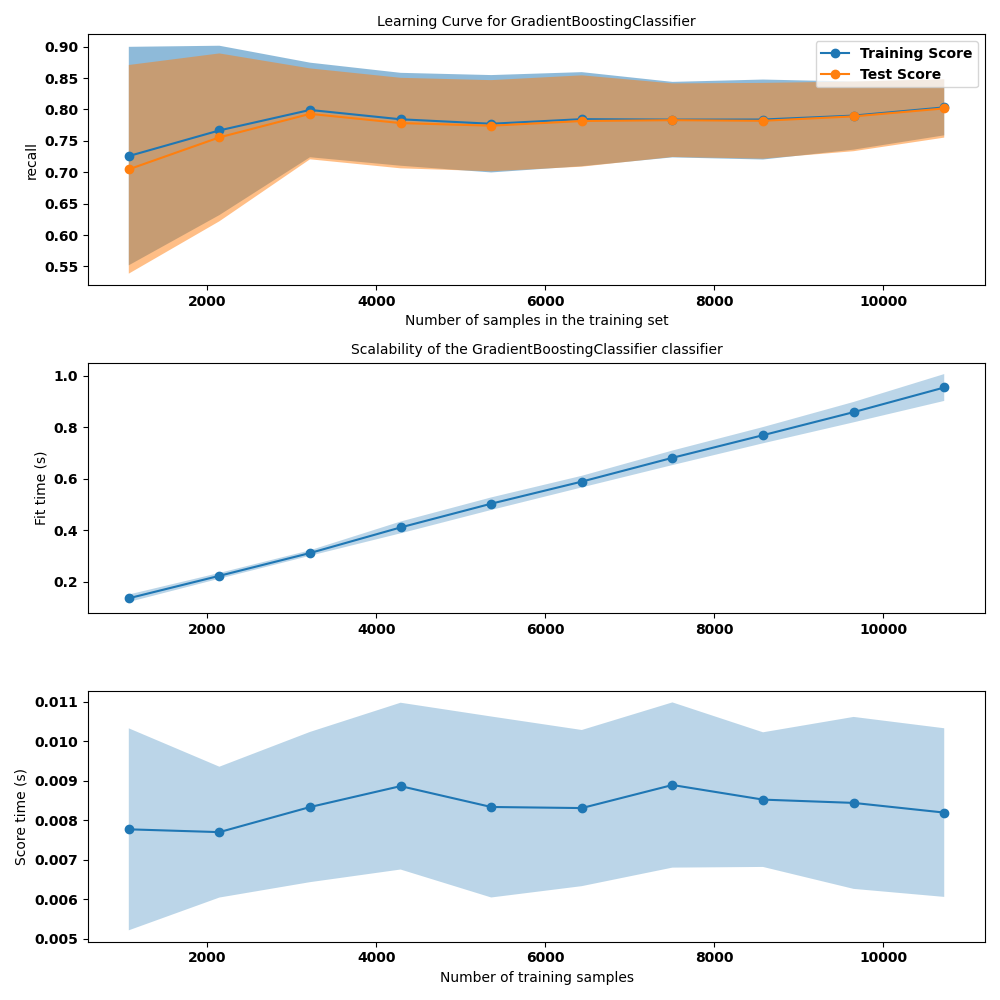 Learning Curve for GradientBoostingClassifier
0.90
0.85
0.80
0.75
0.70
0.65
0.60
0.55
recall
Training Score
Test Score
2000 4000 6000 8000 10000
Number of samples in the training set
Scalability of the GradientBoostingClassifier classifier
1.0
0.8
0.6
0.4
0.2
Fit time (s)
2000 4000 6000 8000 10000
0.011
0.010
0.009
0.008
0.007
0.006
0.005
Score time (s)
2000 4000 6000 8000 10000
Number of training samples